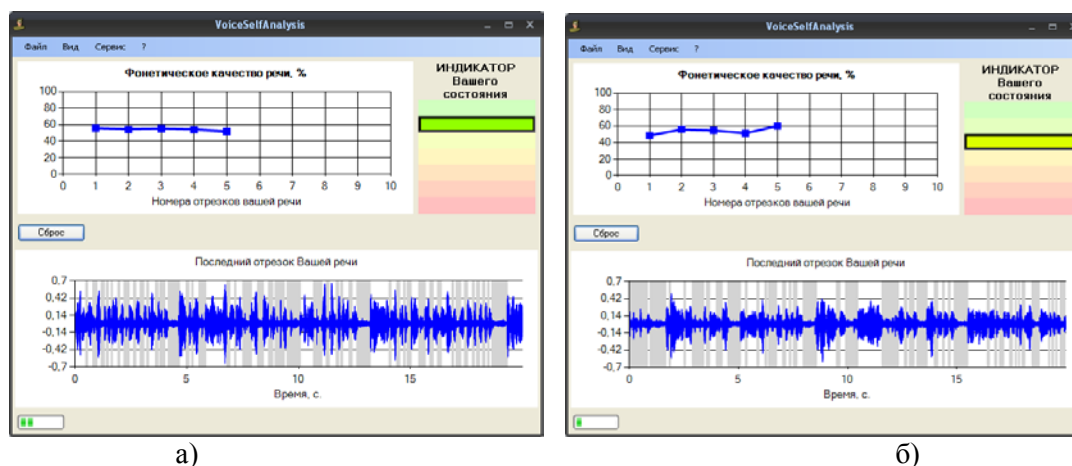 VoiceSelfAnalysis
Файл Вид Сервис ?
Фонетическое качество речи, %
100
80
60
40
20
0
0 1 2 3 4 5 6 7 8 9 10
Номера отрезков вашей речи
ИНДИКАТОР
Вашего
состояния
Сброс
Последний отрезок Вашей речи
0.7
0.42
0.14
-0.14
-0.42
-0.7
0 5 10 15
Время, с.
а)
VoiceSelfAnalysis
Файл Вид Сервис ?
Фонетическое качество речи, %
100
80
60
40
20
0
0 1 2 3 4 5 6 7 8 9 10
Номера отрезков вашей речи
ИНДИКАТОР
Вашего
состояния
Сброс
Последний отрезок Вашей речи
0.7
0.42
0.14
-0.14
-0.42
-0.7
0 5 10 15
Время, с.
б)